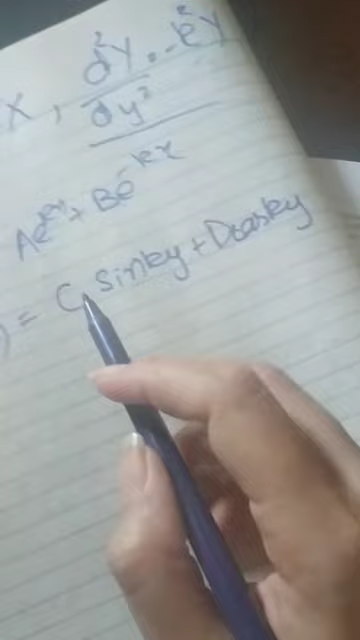 X, d²Y/dy² = -k²Y
Ae^kx + Be^-kx
) = C sinky + Dcosky